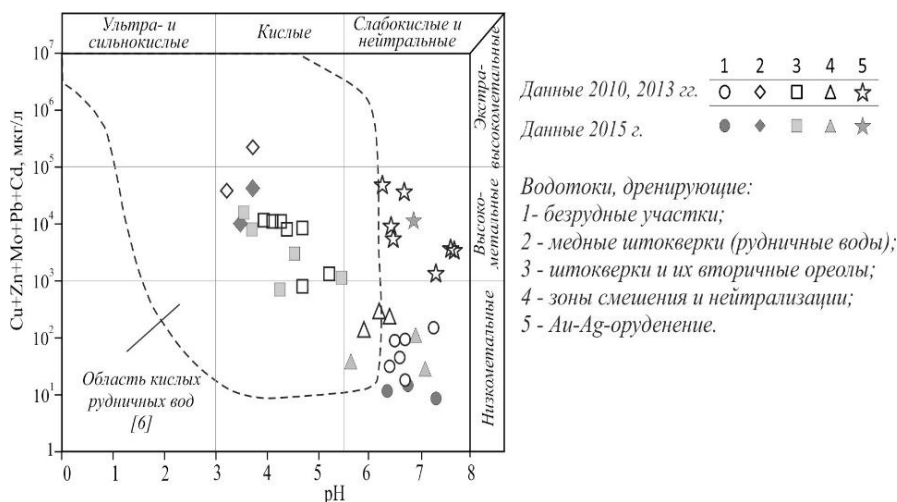 Ультра- и
сильнокислые
Кислые
Слабокислые и
нейтральные
Cu+Zn+Mo+Pb+Cd, мкг/л
10⁷
10⁶
10⁵
10⁴
10³
10²
10¹
1
Экстра-
высокометальные
Высоко-
метальные
Низкометальные
Область кислых
рудничных вод
[6]
0 1 2 3 4 5 6 7 8
pH
1 2 3 4 5
Данные 2010, 2013 гг.
Данные 2015 г.
Водотоки, дренирующие:
1- безрудные участки;
2 - медные штокверки (рудничные воды);
3 - штокверки и их вторичные ореолы;
4 - зоны смешения и нейтрализации;
5 - Au-Ag-оруденение.